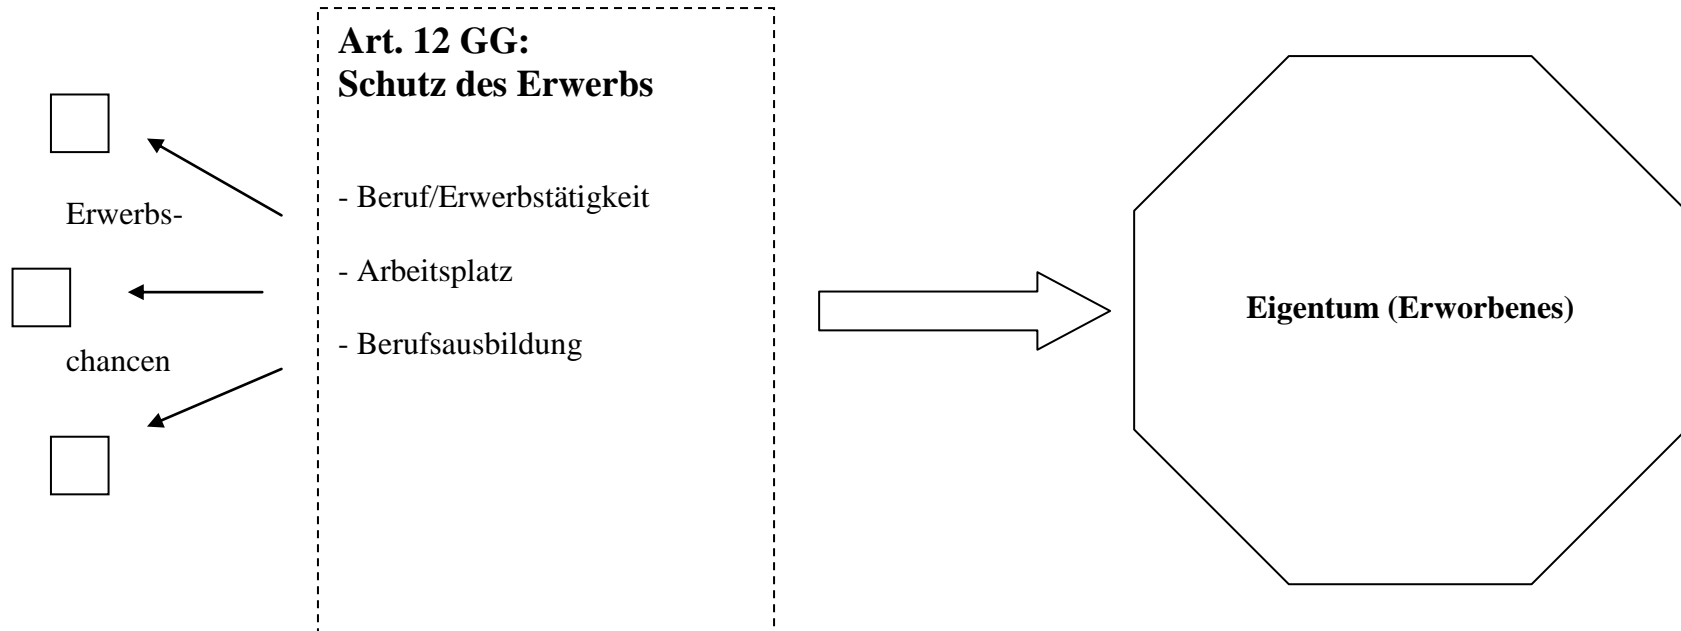 Art. 12 GG:
Schutz des Erwerbs
- Beruf/Erwerbstätigkeit
Erwerbs-
- Arbeitsplatz
Eigentum (Erworbenes)
- Berufsausbildung
chancen